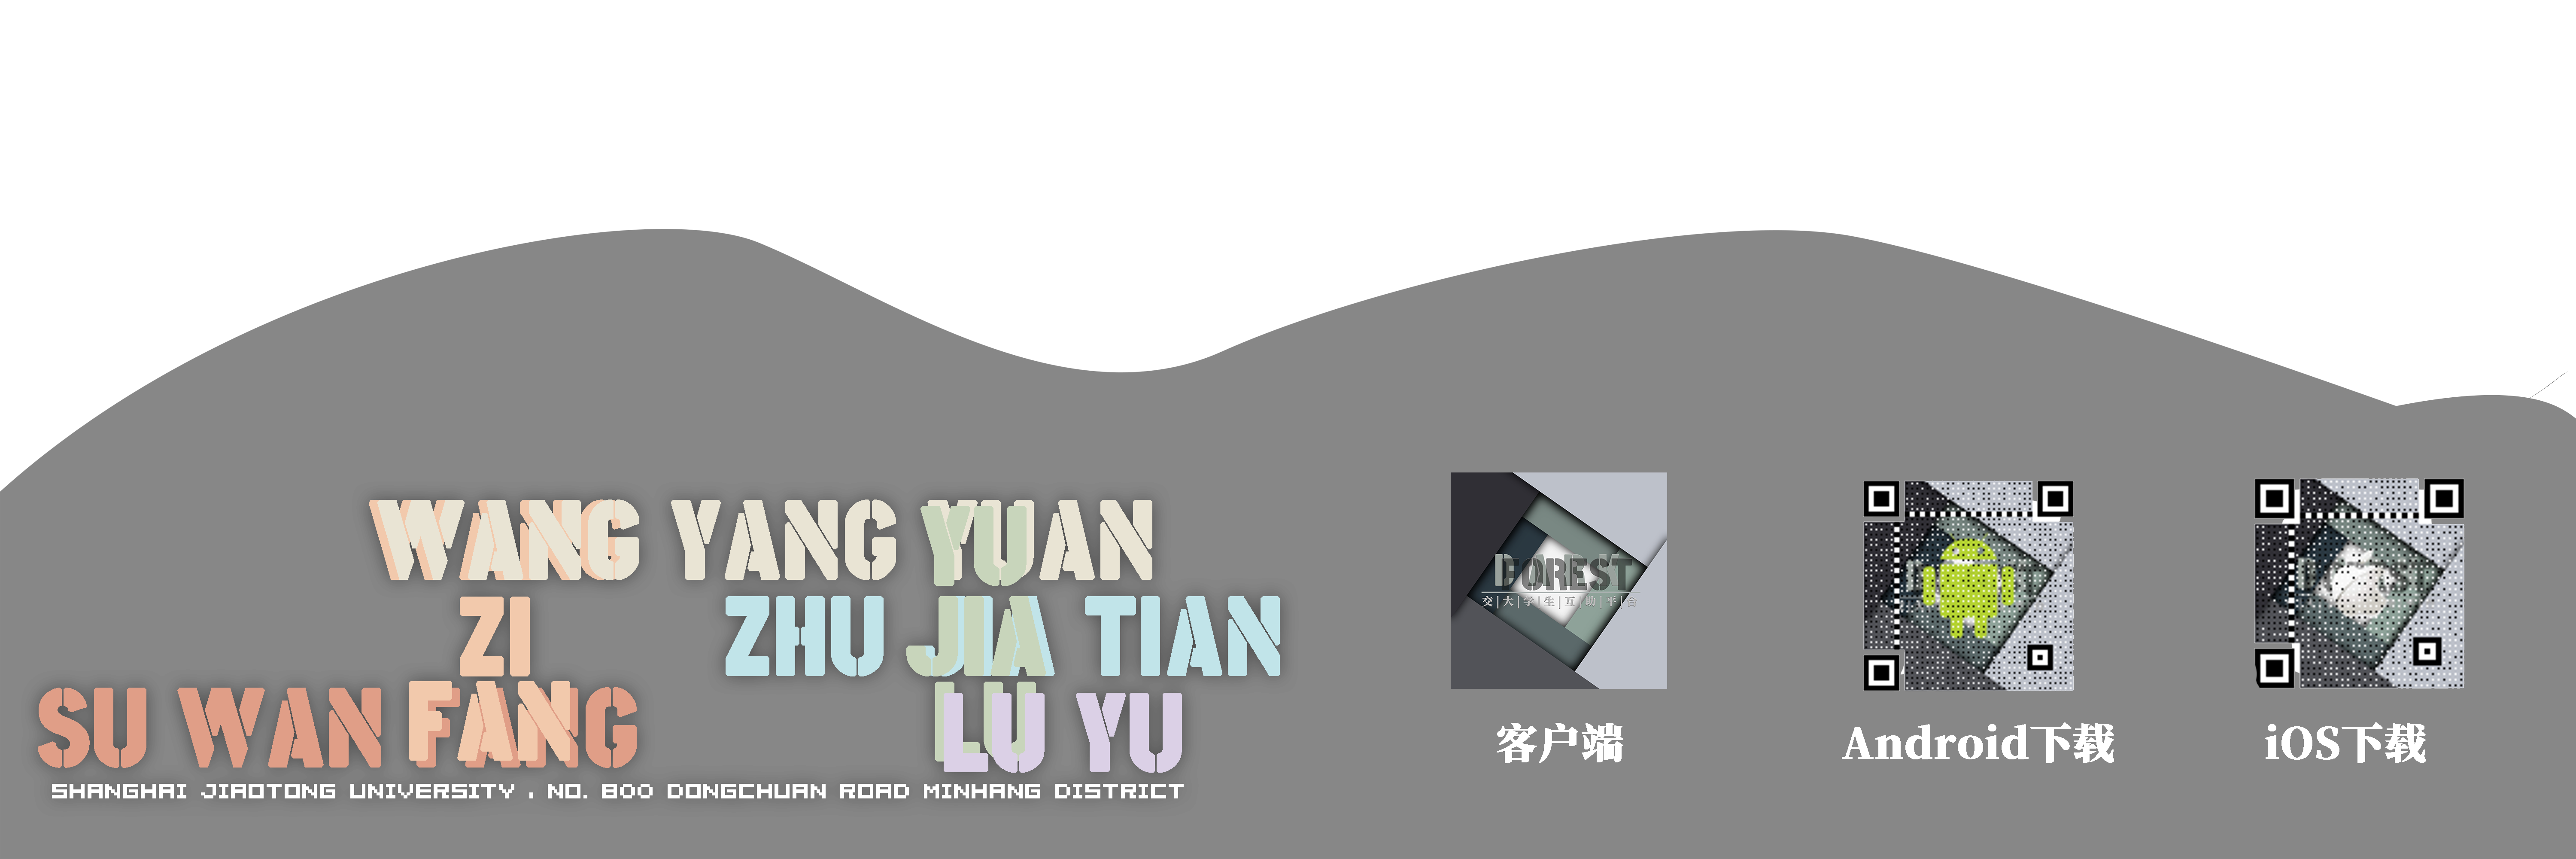 WANG YANG YUAN
ZI ZHU JIA TIAN
SU WAN FANG LU YU
SHANGHAI JIAOTONG UNIVERSITY , NO. 800 DONGCHUAN ROAD MINHANG DISTRICT
FOREST
交|大|学|生|互|助|平|台
客户端
Android下载
iOS下载